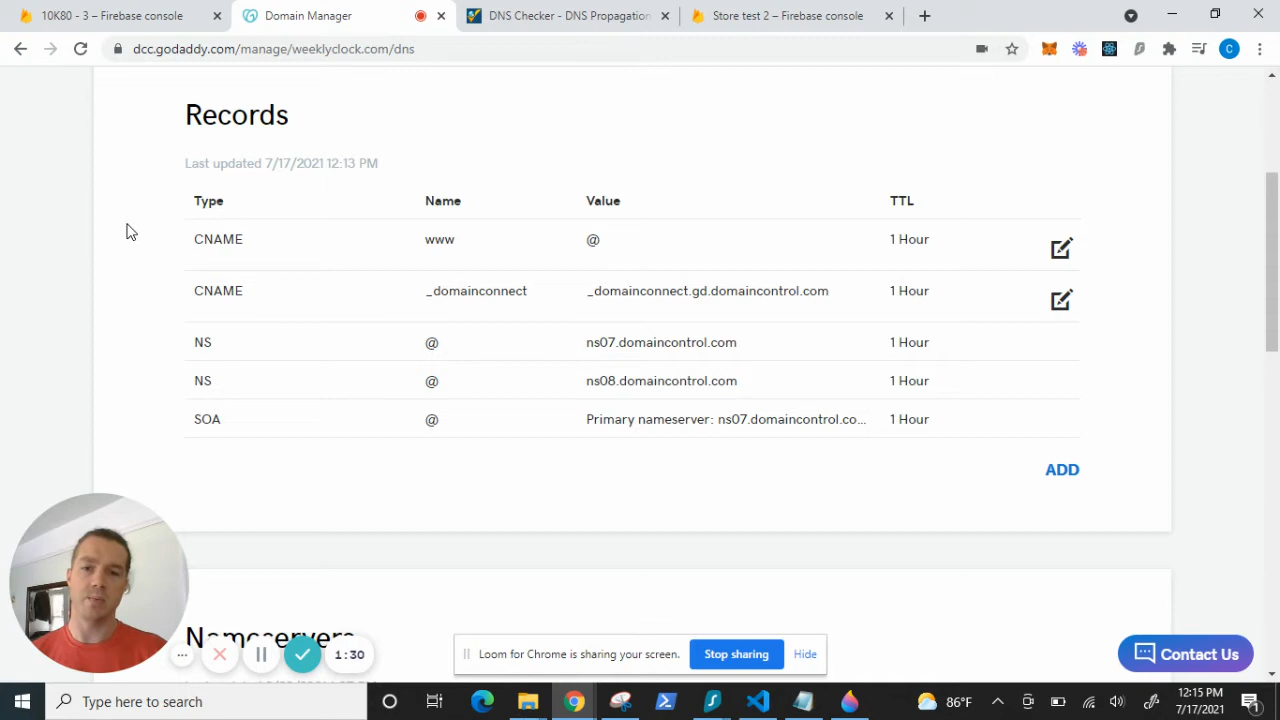 10K80 - 3 – Firebase console
Domain Manager
DNS Checker - DNS Propagation
Store test 2 – Firebase console
dcc.godaddy.com/manage/weeklyclock.com/dns
C
Records
Last updated 7/17/2021 12:13 PM
Type Name Value TTL
CNAME www @ 1 Hour
CNAME _domainconnect _domainconnect.gd.domaincontrol.com 1 Hour
NS @ ns07.domaincontrol.com 1 Hour
NS @ ns08.domaincontrol.com 1 Hour
SOA @ Primary nameserver: ns07.domaincontrol.co... 1 Hour
ADD
Nameservers
1:30
Loom for Chrome is sharing your screen. Stop sharing Hide
Contact Us
Type here to search
86°F
12:15 PM
7/17/2021
1